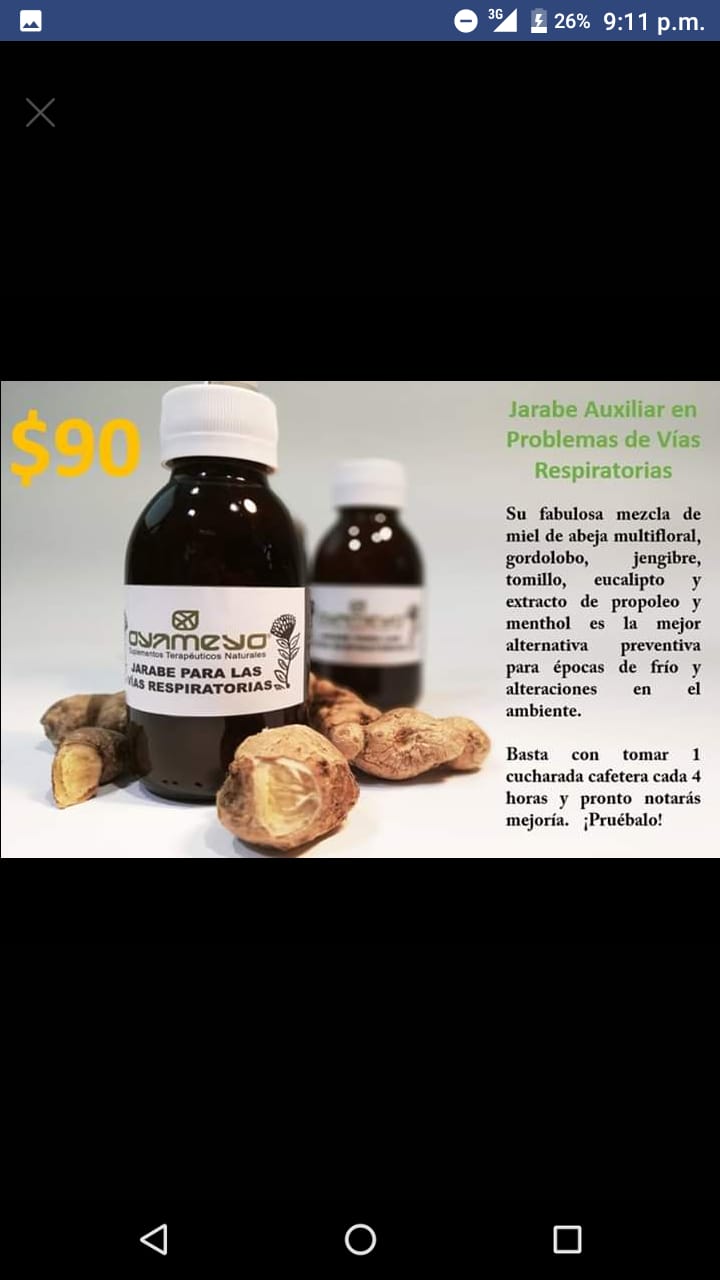 3G 26% 9:11 p.m.
$90
Jarabe Auxiliar en
Problemas de Vías
Respiratorias
Su fabulosa mezcla de
miel de abeja multifloral,
gordolobo, jengibre,
tomillo, eucalipto y
extracto de propoleo y
menthol es la mejor
alternativa preventiva
para épocas de frío y
alteraciones en el
ambiente.
Basta con tomar 1
cucharada cafetera cada 4
horas y pronto notarás
mejoría. ¡Pruébalo!
OYAMEYO
Suplementos Terapéuticos Naturales
JARABE PARA LAS
VÍAS RESPIRATORIAS